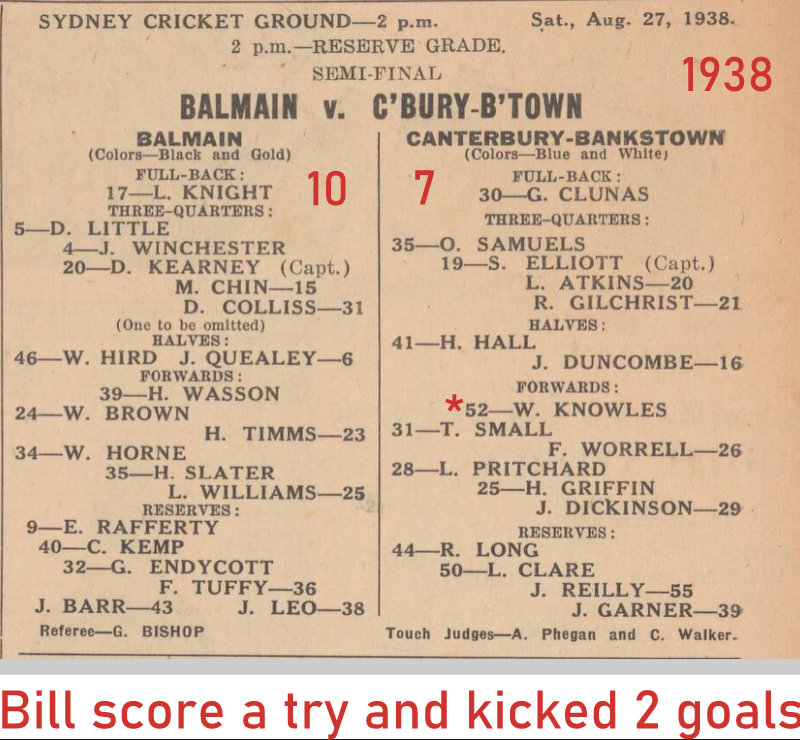 SYDNEY CRICKET GROUND—2 p.m. Sat., Aug. 27, 1938.
2 p.m.—RESERVE GRADE.
SEMI-FINAL
1938
BALMAIN v. C'BURY-B'TOWN
BALMAIN
(Colors—Black and Gold)
FULL-BACK:
17—L. KNIGHT
10
THREE-QUARTERS:
5—D. LITTLE
4—J. WINCHESTER
20—D. KEARNEY (Capt.)
M. CHIN—15
D. COLLISS—31
(One to be omitted)
HALVES:
46—W. HIRD J. QUEALEY—6
FORWARDS:
39—H. WASSON
24—W. BROWN
H. TIMMS—23
34—W. HORNE
35—H. SLATER
L. WILLIAMS—25
RESERVES:
9—E. RAFFERTY
40—C. KEMP
32—G. ENDYCOTT
F. TUFFY—36
J. BARR—43 J. LEO—38
Referee—G. BISHOP
CANTERBURY-BANKSTOWN
(Colors—Blue and White)
FULL-BACK:
7
30—G. CLUNAS
THREE-QUARTERS:
35—O. SAMUELS
19—S. ELLIOTT (Capt.)
L. ATKINS—20
R. GILCHRIST—21
HALVES:
41—H. HALL
J. DUNCOMBE—16
FORWARDS:
*52—W. KNOWLES
31—T. SMALL
F. WORRELL—26
28—L. PRITCHARD
25—H. GRIFFIN
J. DICKINSON—29
RESERVES:
44—R. LONG
50—L. CLARE
J. REILLY—55
J. GARNER—39
Touch Judges—A. Phegan and C. Walker.
Bill score a try and kicked 2 goals